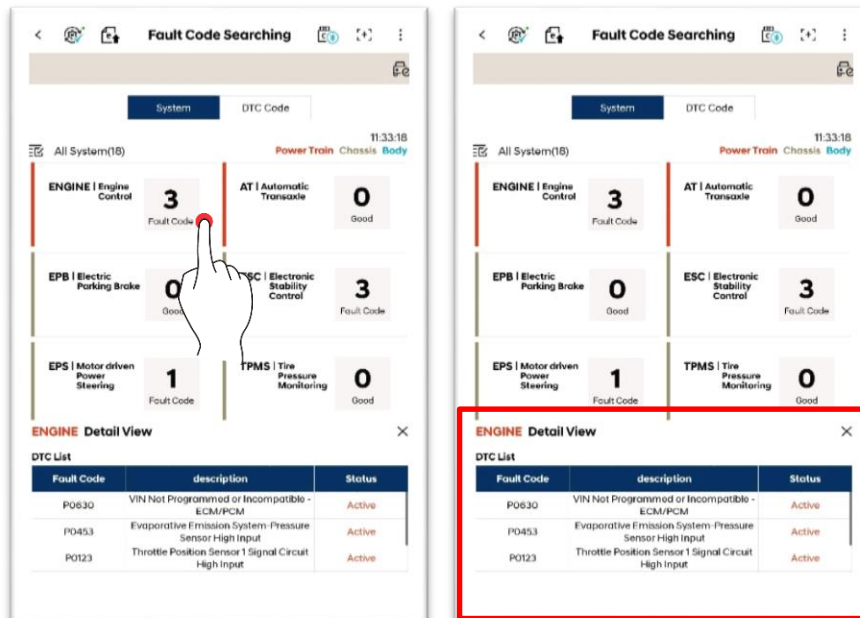 Fault Code Searching
System DTC Code
11:33:18
All System(18) Power Train Chassis Body
ENGINE | Engine Control
3
Fault Code
AT | Automatic Transaxle
0
Good
EPB | Electric Parking Brake
0
Good
ESC | Electronic Stability Control
3
Fault Code
EPS | Motor driven Power Steering
1
Fault Code
TPMS | Tire Pressure Monitoring
0
Good
ENGINE Detail View
DTC List
Fault Code description Status
P0630 VIN Not Programmed or Incompatible - ECM/PCM Active
P0453 Evaporative Emission System-Pressure Sensor High Input Active
P0123 Throttle Position Sensor 1 Signal Circuit High Input Active
Fault Code Searching
System DTC Code
11:33:18
All System(18) Power Train Chassis Body
ENGINE | Engine Control
3
Fault Code
AT | Automatic Transaxle
0
Good
EPB | Electric Parking Brake
0
Good
ESC | Electronic Stability Control
3
Fault Code
EPS | Motor driven Power Steering
1
Fault Code
TPMS | Tire Pressure Monitoring
0
Good
ENGINE Detail View
DTC List
Fault Code description Status
P0630 VIN Not Programmed or Incompatible - ECM/PCM Active
P0453 Evaporative Emission System-Pressure Sensor High Input Active
P0123 Throttle Position Sensor 1 Signal Circuit High Input Active